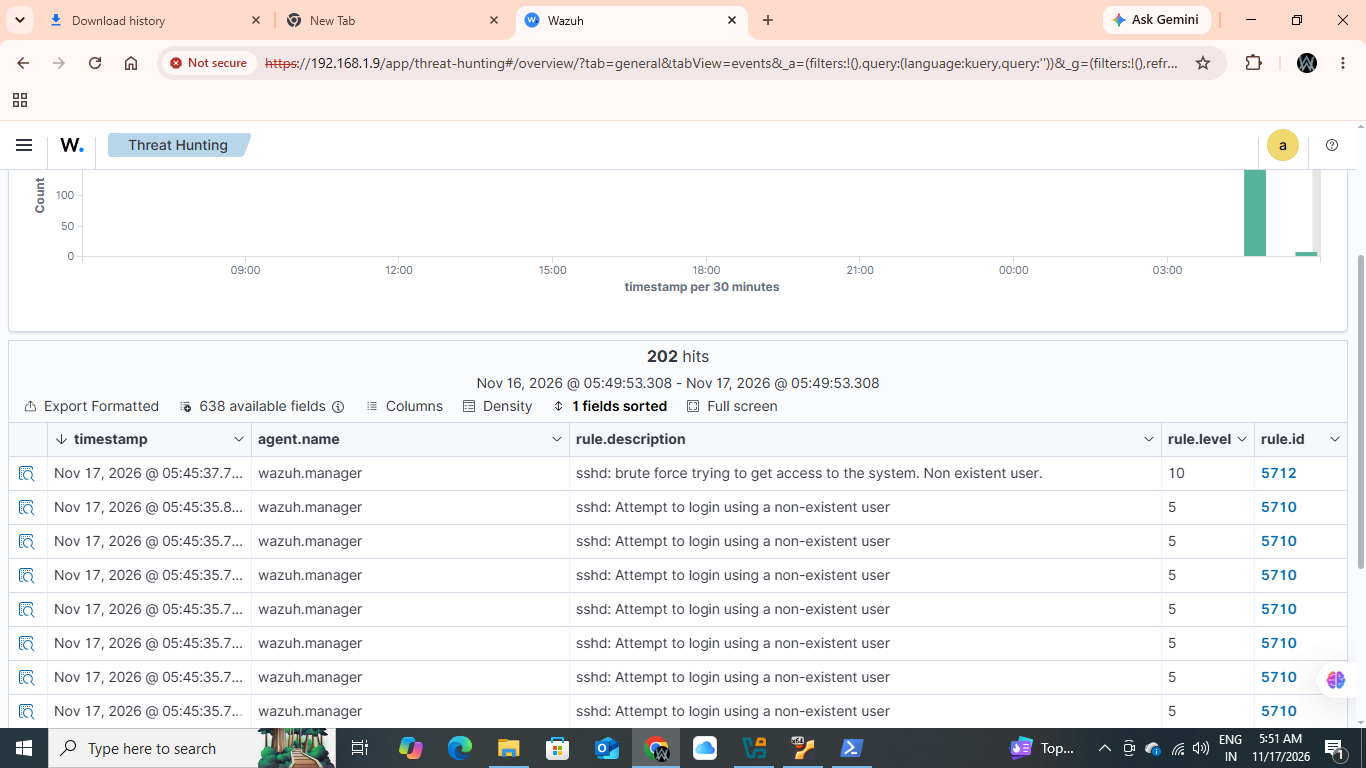 Download history
New Tab
Wazuh
Ask Gemini
Not secure
https://192.168.1.9/app/threat-hunting#/overview/?tab=general&tabView=events&_a=(filters:!(),query:(language:kuery,query:''))&_g=(filters:!(),refr...
W.
Threat Hunting
a
Count
100
50
0
09:00
12:00
15:00
18:00
21:00
00:00
03:00
timestamp per 30 minutes
202 hits
Nov 16, 2026 @ 05:49:53.308 - Nov 17, 2026 @ 05:49:53.308
Export Formatted
638 available fields
Columns
Density
1 fields sorted
Full screen
timestamp agent.name rule.description rule.level rule.id
Nov 17, 2026 @ 05:45:37.7... wazuh.manager sshd: brute force trying to get access to the system. Non existent user. 10 5712
Nov 17, 2026 @ 05:45:35.8... wazuh.manager sshd: Attempt to login using a non-existent user 5 5710
Nov 17, 2026 @ 05:45:35.7... wazuh.manager sshd: Attempt to login using a non-existent user 5 5710
Nov 17, 2026 @ 05:45:35.7... wazuh.manager sshd: Attempt to login using a non-existent user 5 5710
Nov 17, 2026 @ 05:45:35.7... wazuh.manager sshd: Attempt to login using a non-existent user 5 5710
Nov 17, 2026 @ 05:45:35.7... wazuh.manager sshd: Attempt to login using a non-existent user 5 5710
Nov 17, 2026 @ 05:45:35.7... wazuh.manager sshd: Attempt to login using a non-existent user 5 5710
Nov 17, 2026 @ 05:45:35.7... wazuh.manager sshd: Attempt to login using a non-existent user 5 5710
Type here to search
Top...
ENG
IN
5:51 AM
11/17/2026
1